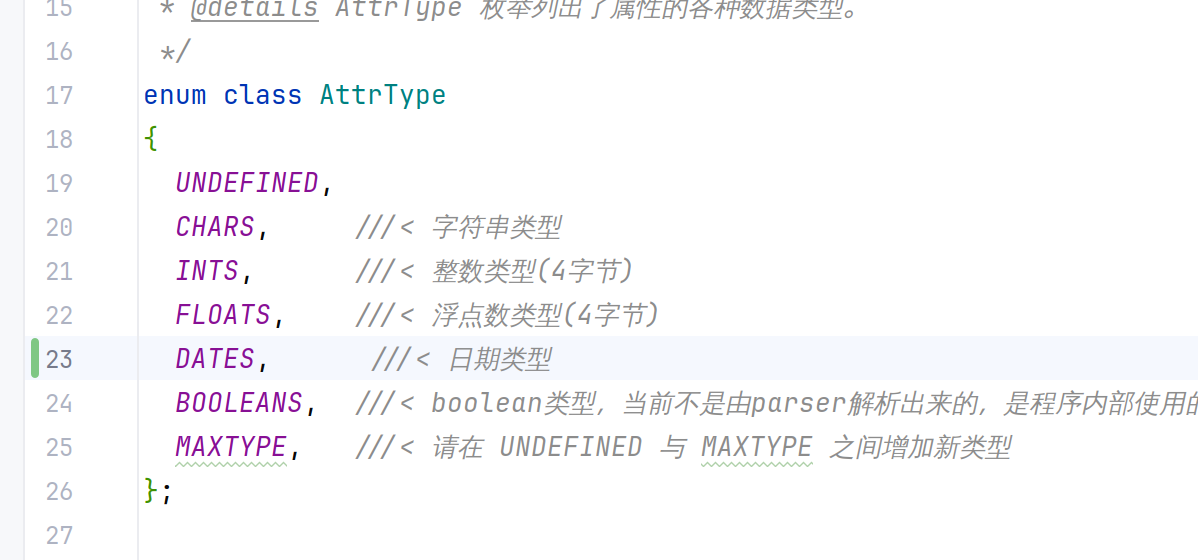 15 * @details AttrType 枚举列出了属性的各种数据类型。
16 */
17 enum class AttrType
18 {
19 UNDEFINED,
20 CHARS, ///< 字符串类型
21 INTS, ///< 整数类型(4字节)
22 FLOATS, ///< 浮点数类型(4字节)
23 DATES, ///< 日期类型
24 BOOLEANS, ///< boolean类型, 当前不是由parser解析出来的, 是程序内部使用的
25 MAXTYPE, ///< 请在 UNDEFINED 与 MAXTYPE 之间增加新类型
26 };
27